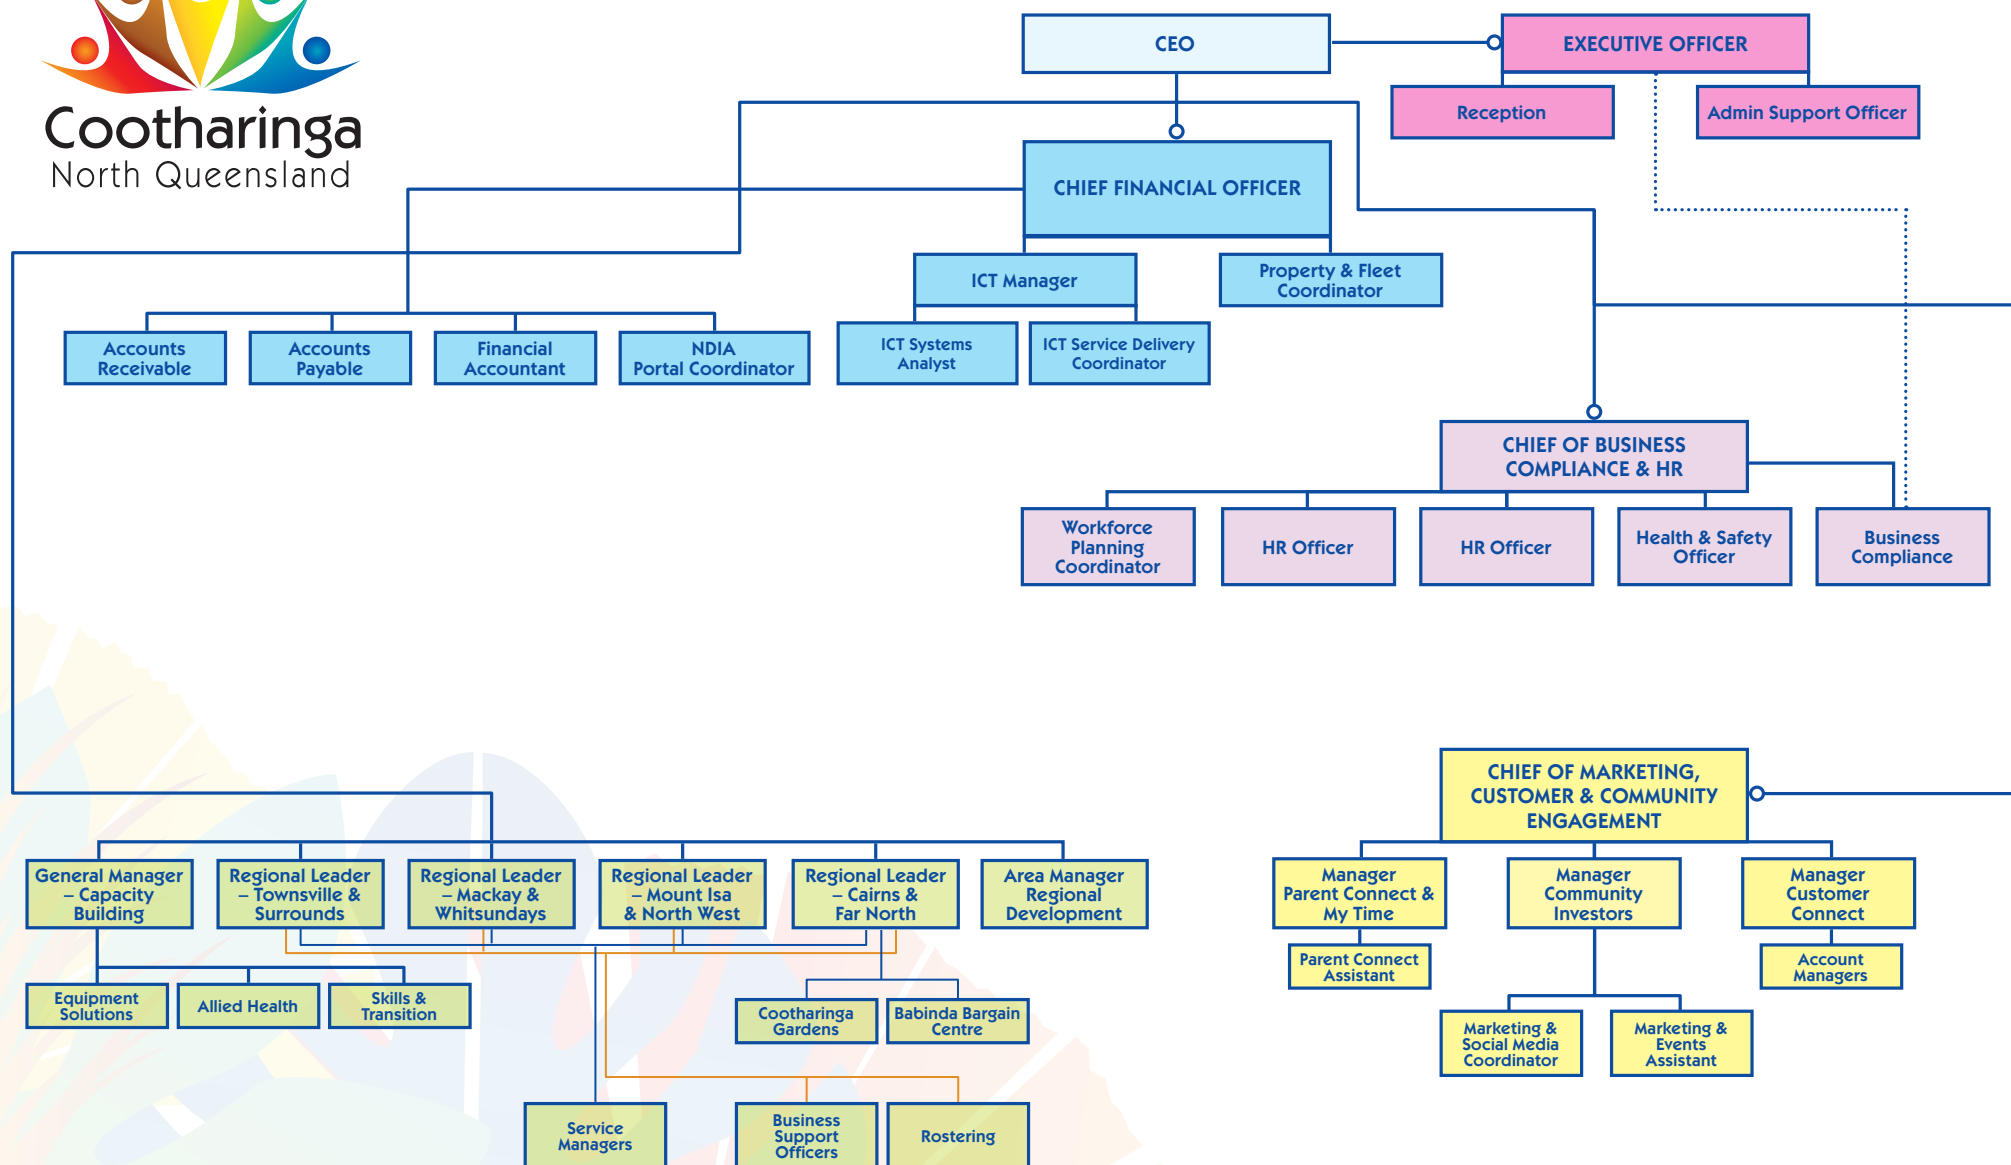 Cootharinga
North Queensland
CEO
EXECUTIVE OFFICER
Reception
Admin Support Officer
CHIEF FINANCIAL OFFICER
ICT Manager
Property & Fleet
Coordinator
Accounts
Receivable
Accounts
Payable
Financial
Accountant
NDIA
Portal Coordinator
ICT Systems
Analyst
ICT Service Delivery
Coordinator
CHIEF OF BUSINESS
COMPLIANCE & HR
Workforce
Planning
Coordinator
HR Officer
HR Officer
Health & Safety
Officer
Business
Compliance
CHIEF OF MARKETING,
CUSTOMER & COMMUNITY
ENGAGEMENT
General Manager
– Capacity
Building
Regional Leader
– Townsville &
Surrounds
Regional Leader
– Mackay &
Whitsundays
Regional Leader
– Mount Isa
& North West
Regional Leader
– Cairns &
Far North
Area Manager
Regional
Development
Manager
Parent Connect &
My Time
Manager
Community
Investors
Manager
Customer
Connect
Parent Connect
Assistant
Account
Managers
Equipment
Solutions
Allied Health
Skills &
Transition
Cootharinga
Gardens
Babinda Bargain
Centre
Marketing &
Social Media
Coordinator
Marketing &
Events
Assistant
Service
Managers
Business
Support
Officers
Rostering